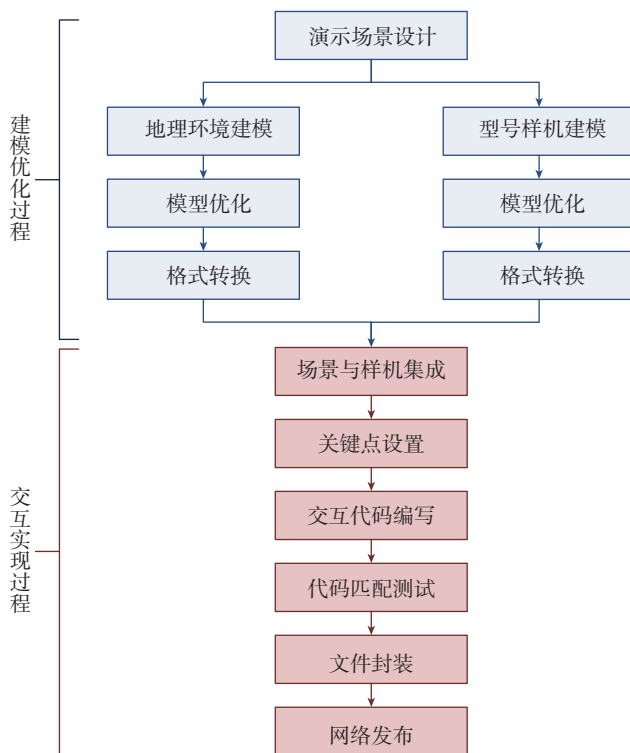 演示场景设计
建模优化过程
地理环境建模
型号样机建模
模型优化
模型优化
格式转换
格式转换
场景与样机集成
关键点设置
交互实现过程
交互代码编写
代码匹配测试
文件封装
网络发布